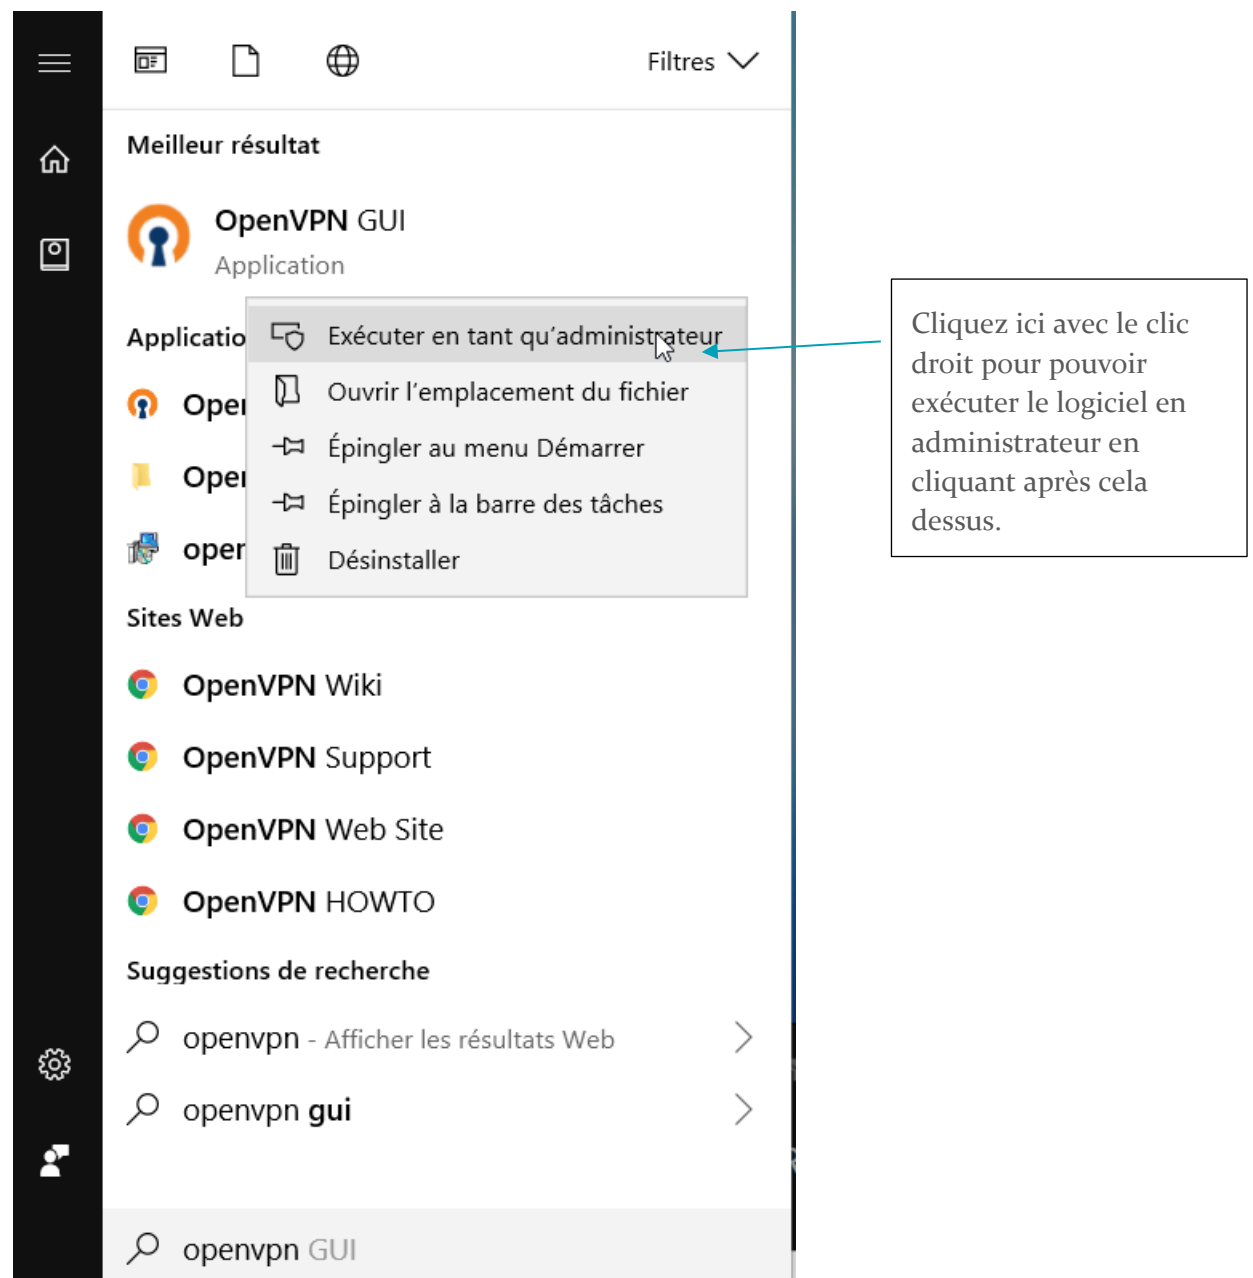 Filtres
Meilleur résultat
OpenVPN GUI
Application
Applicatio
Exécuter en tant qu'administrateur
Ouvrir l'emplacement du fichier
Épingler au menu Démarrer
Épingler à la barre des tâches
Désinstaller
Oper
Oper
oper
Sites Web
OpenVPN Wiki
OpenVPN Support
OpenVPN Web Site
OpenVPN HOWTO
Suggestions de recherche
openvpn - Afficher les résultats Web
openvpn gui
openvpn GUI
Cliquez ici avec le clic
droit pour pouvoir
exécuter le logiciel en
administrateur en
cliquant après cela
dessus.